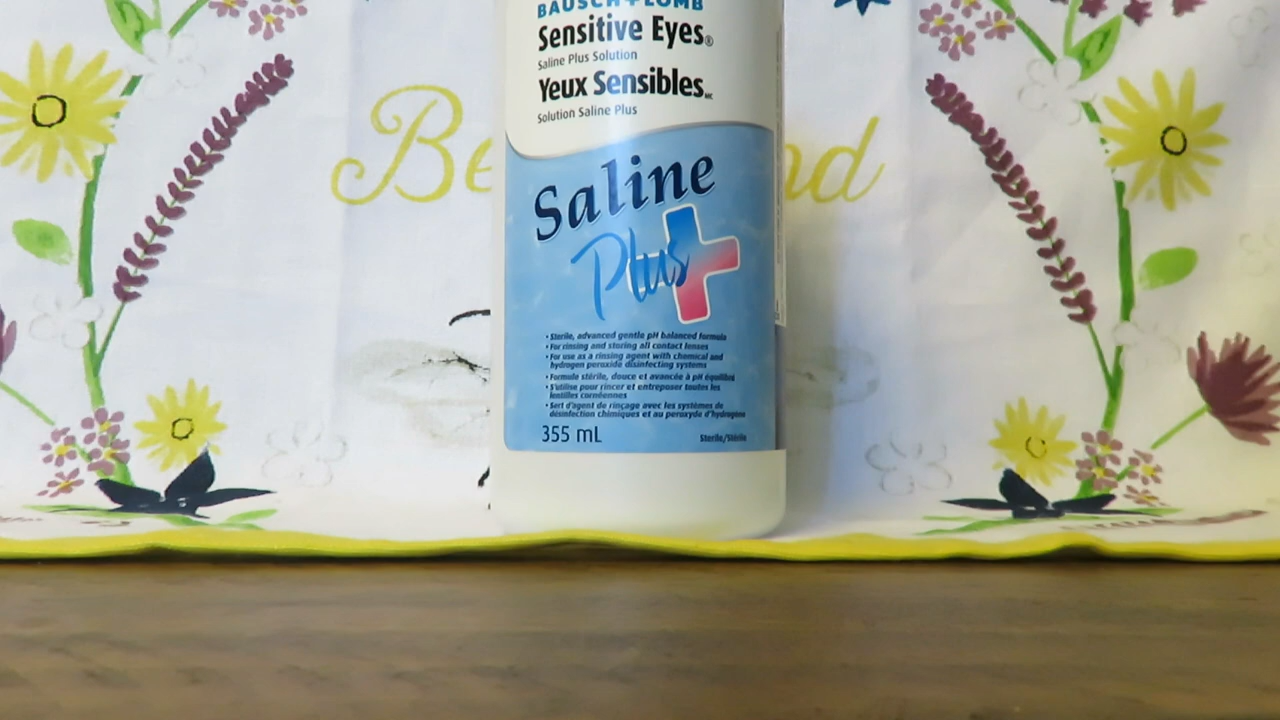 BAUSCH + LOMB
Sensitive Eyes®
Saline Plus Solution
Yeux Sensibles MC
Solution Saline Plus
Be nd
Saline
Plus
• Sterile, advanced gentle pH balanced formula
• For rinsing and storing all contact lenses
• For use as a rinsing agent with chemical and
hydrogen peroxide disinfecting systems
• Formule stérile, douce et avancée à pH équilibré
• S'utilise pour rincer et entreposer toutes les
lentilles cornéennes
• Sert d'agent de rinçage avec les systèmes de
désinfection chimiques et au peroxyde d'hydrogène
355 mL
Sterile/Stérile